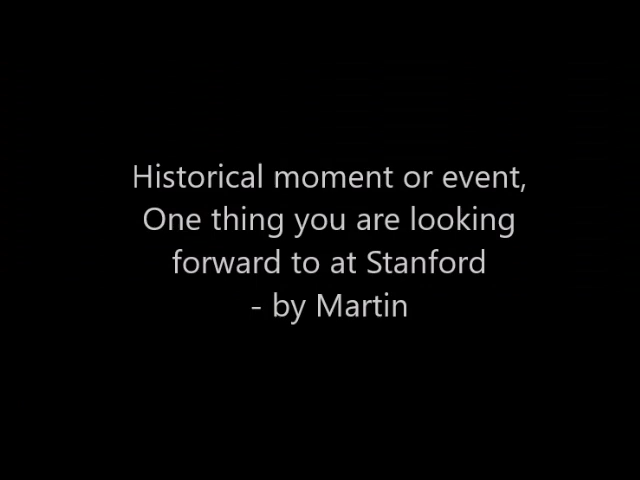 Historical moment or event,
One thing you are looking
forward to at Stanford
- by Martin